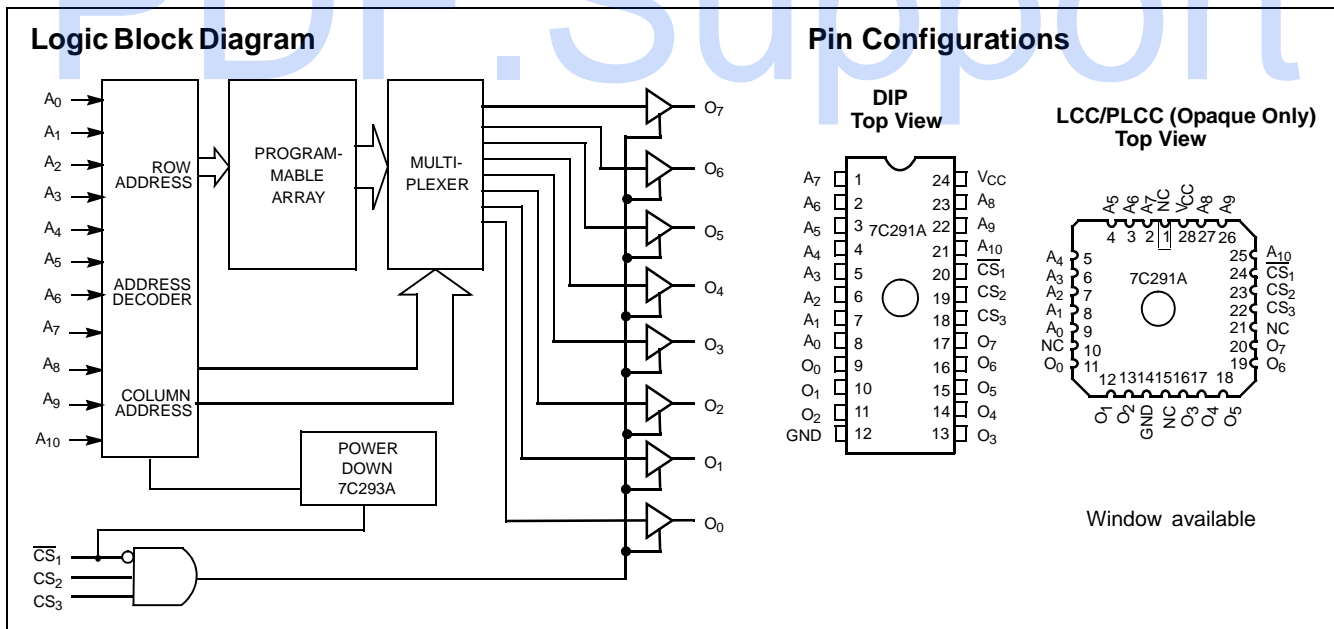 PDF.Support
Logic Block Diagram
A0
A1
A2
A3
A4
A5
A6
A7
A8
A9
A10
ROW
ADDRESS
ADDRESS
DECODER
COLUMN
ADDRESS
PROGRAM-
MABLE
ARRAY
MULTI-
PLEXER
POWER
DOWN
7C293A
CS1
CS2
CS3
O7
O6
O5
O4
O3
O2
O1
O0
Pin Configurations
DIP
Top View
7C291A
A7 1 24 VCC
A6 2 23 A8
A5 3 22 A9
A4 4 21 A10
A3 5 20 CS1
A2 6 19 CS2
A1 7 18 CS3
A0 8 17 O7
O0 9 16 O6
O1 10 15 O5
O2 11 14 O4
GND 12 13 O3
LCC/PLCC (Opaque Only)
Top View
A5 A6 A7 NC VCC A8 A9
4 3 2 1 28 27 26
A4 5 25 A10
A3 6 24 CS1
A2 7 23 CS2
A1 8 22 CS3
A0 9 21 NC
NC 10 20 O7
O0 11 19 O6
7C291A
12 13 14 15 16 17 18
O1 O2 GND NC O3 O4 O5
Window available